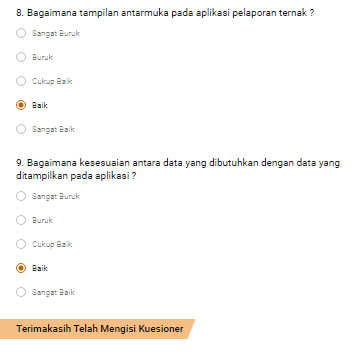 8. Bagaimana tampilan antarmuka pada aplikasi pelaporan ternak ?
Sangat Buruk
Buruk
Cukup Baik
Baik
Sangat Baik
9. Bagaimana kesesuaian antara data yang dibutuhkan dengan data yang
ditampilkan pada aplikasi ?
Sangat Buruk
Buruk
Cukup Baik
Baik
Sangat Baik
Terimakasih Telah Mengisi Kuesioner